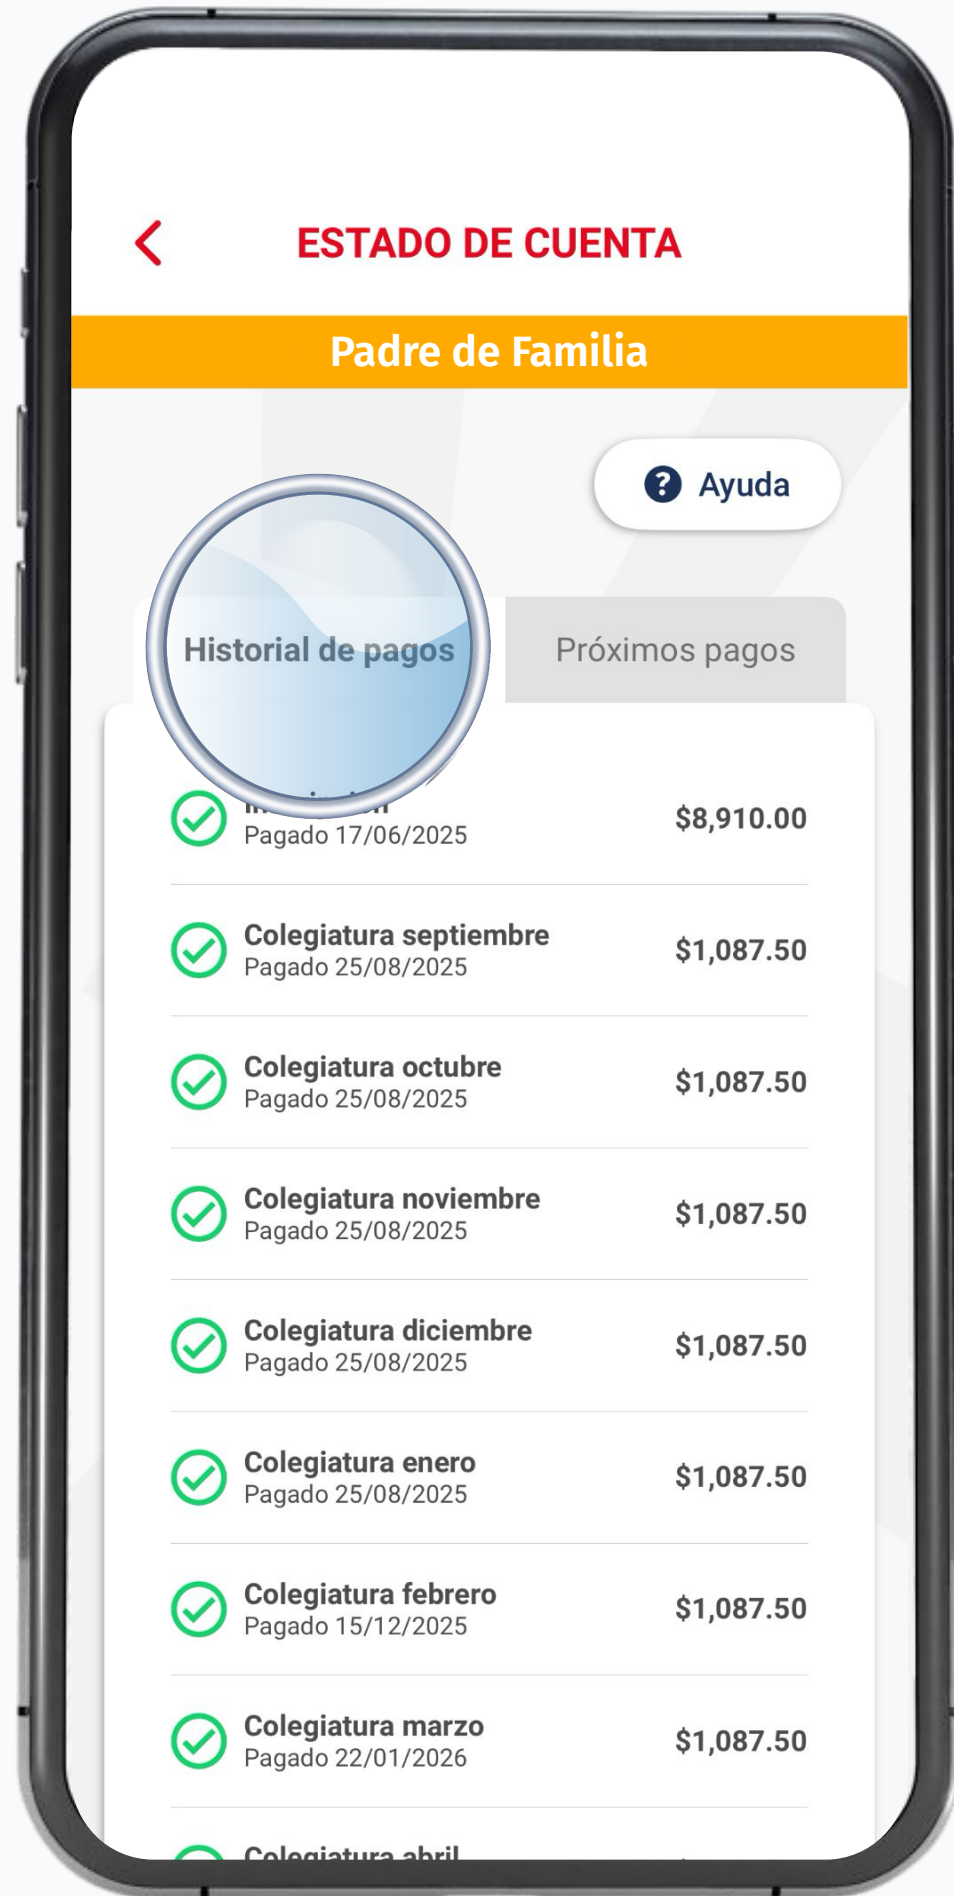 ESTADO DE CUENTA
Padre de Familia
? Ayuda
Historial de pagos
Próximos pagos
Pagado 17/06/2025
$8,910.00
Colegiatura septiembre
Pagado 25/08/2025
$1,087.50
Colegiatura octubre
Pagado 25/08/2025
$1,087.50
Colegiatura noviembre
Pagado 25/08/2025
$1,087.50
Colegiatura diciembre
Pagado 25/08/2025
$1,087.50
Colegiatura enero
Pagado 25/08/2025
$1,087.50
Colegiatura febrero
Pagado 15/12/2025
$1,087.50
Colegiatura marzo
Pagado 22/01/2026
$1,087.50
Colegiatura abril